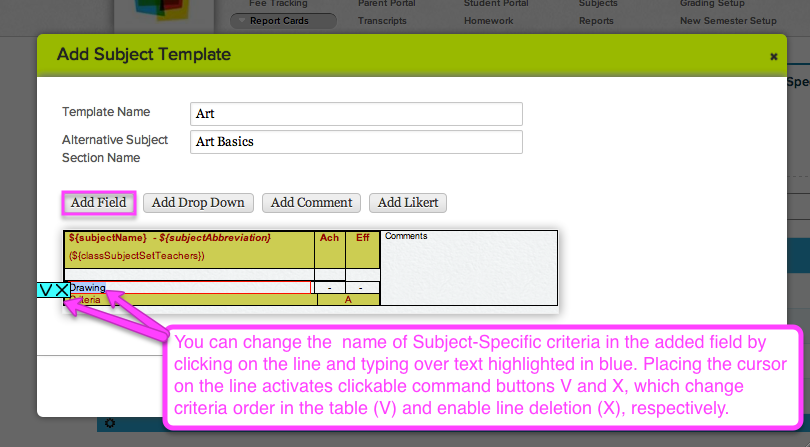 Fee Tracking Parent Portal Student Portal Subjects Grading Setup
Report Cards Transcripts Homework Reports New Semester Setup
Add Subject Template
×
Spe
Template Name Art
Alternative Subject
Section Name
Art Basics
Add Field Add Drop Down Add Comment Add Likert
${subjectName} - ${subjectAbbreviation} Ach Eff Comments
(${classSubjectSetTeachers})
V X Drawing - -
Criteria A
You can change the name of Subject-Specific criteria in the added field by
clicking on the line and typing over text highlighted in blue. Placing the cursor
on the line activates clickable command buttons V and X, which change
criteria order in the table (V) and enable line deletion (X), respectively.